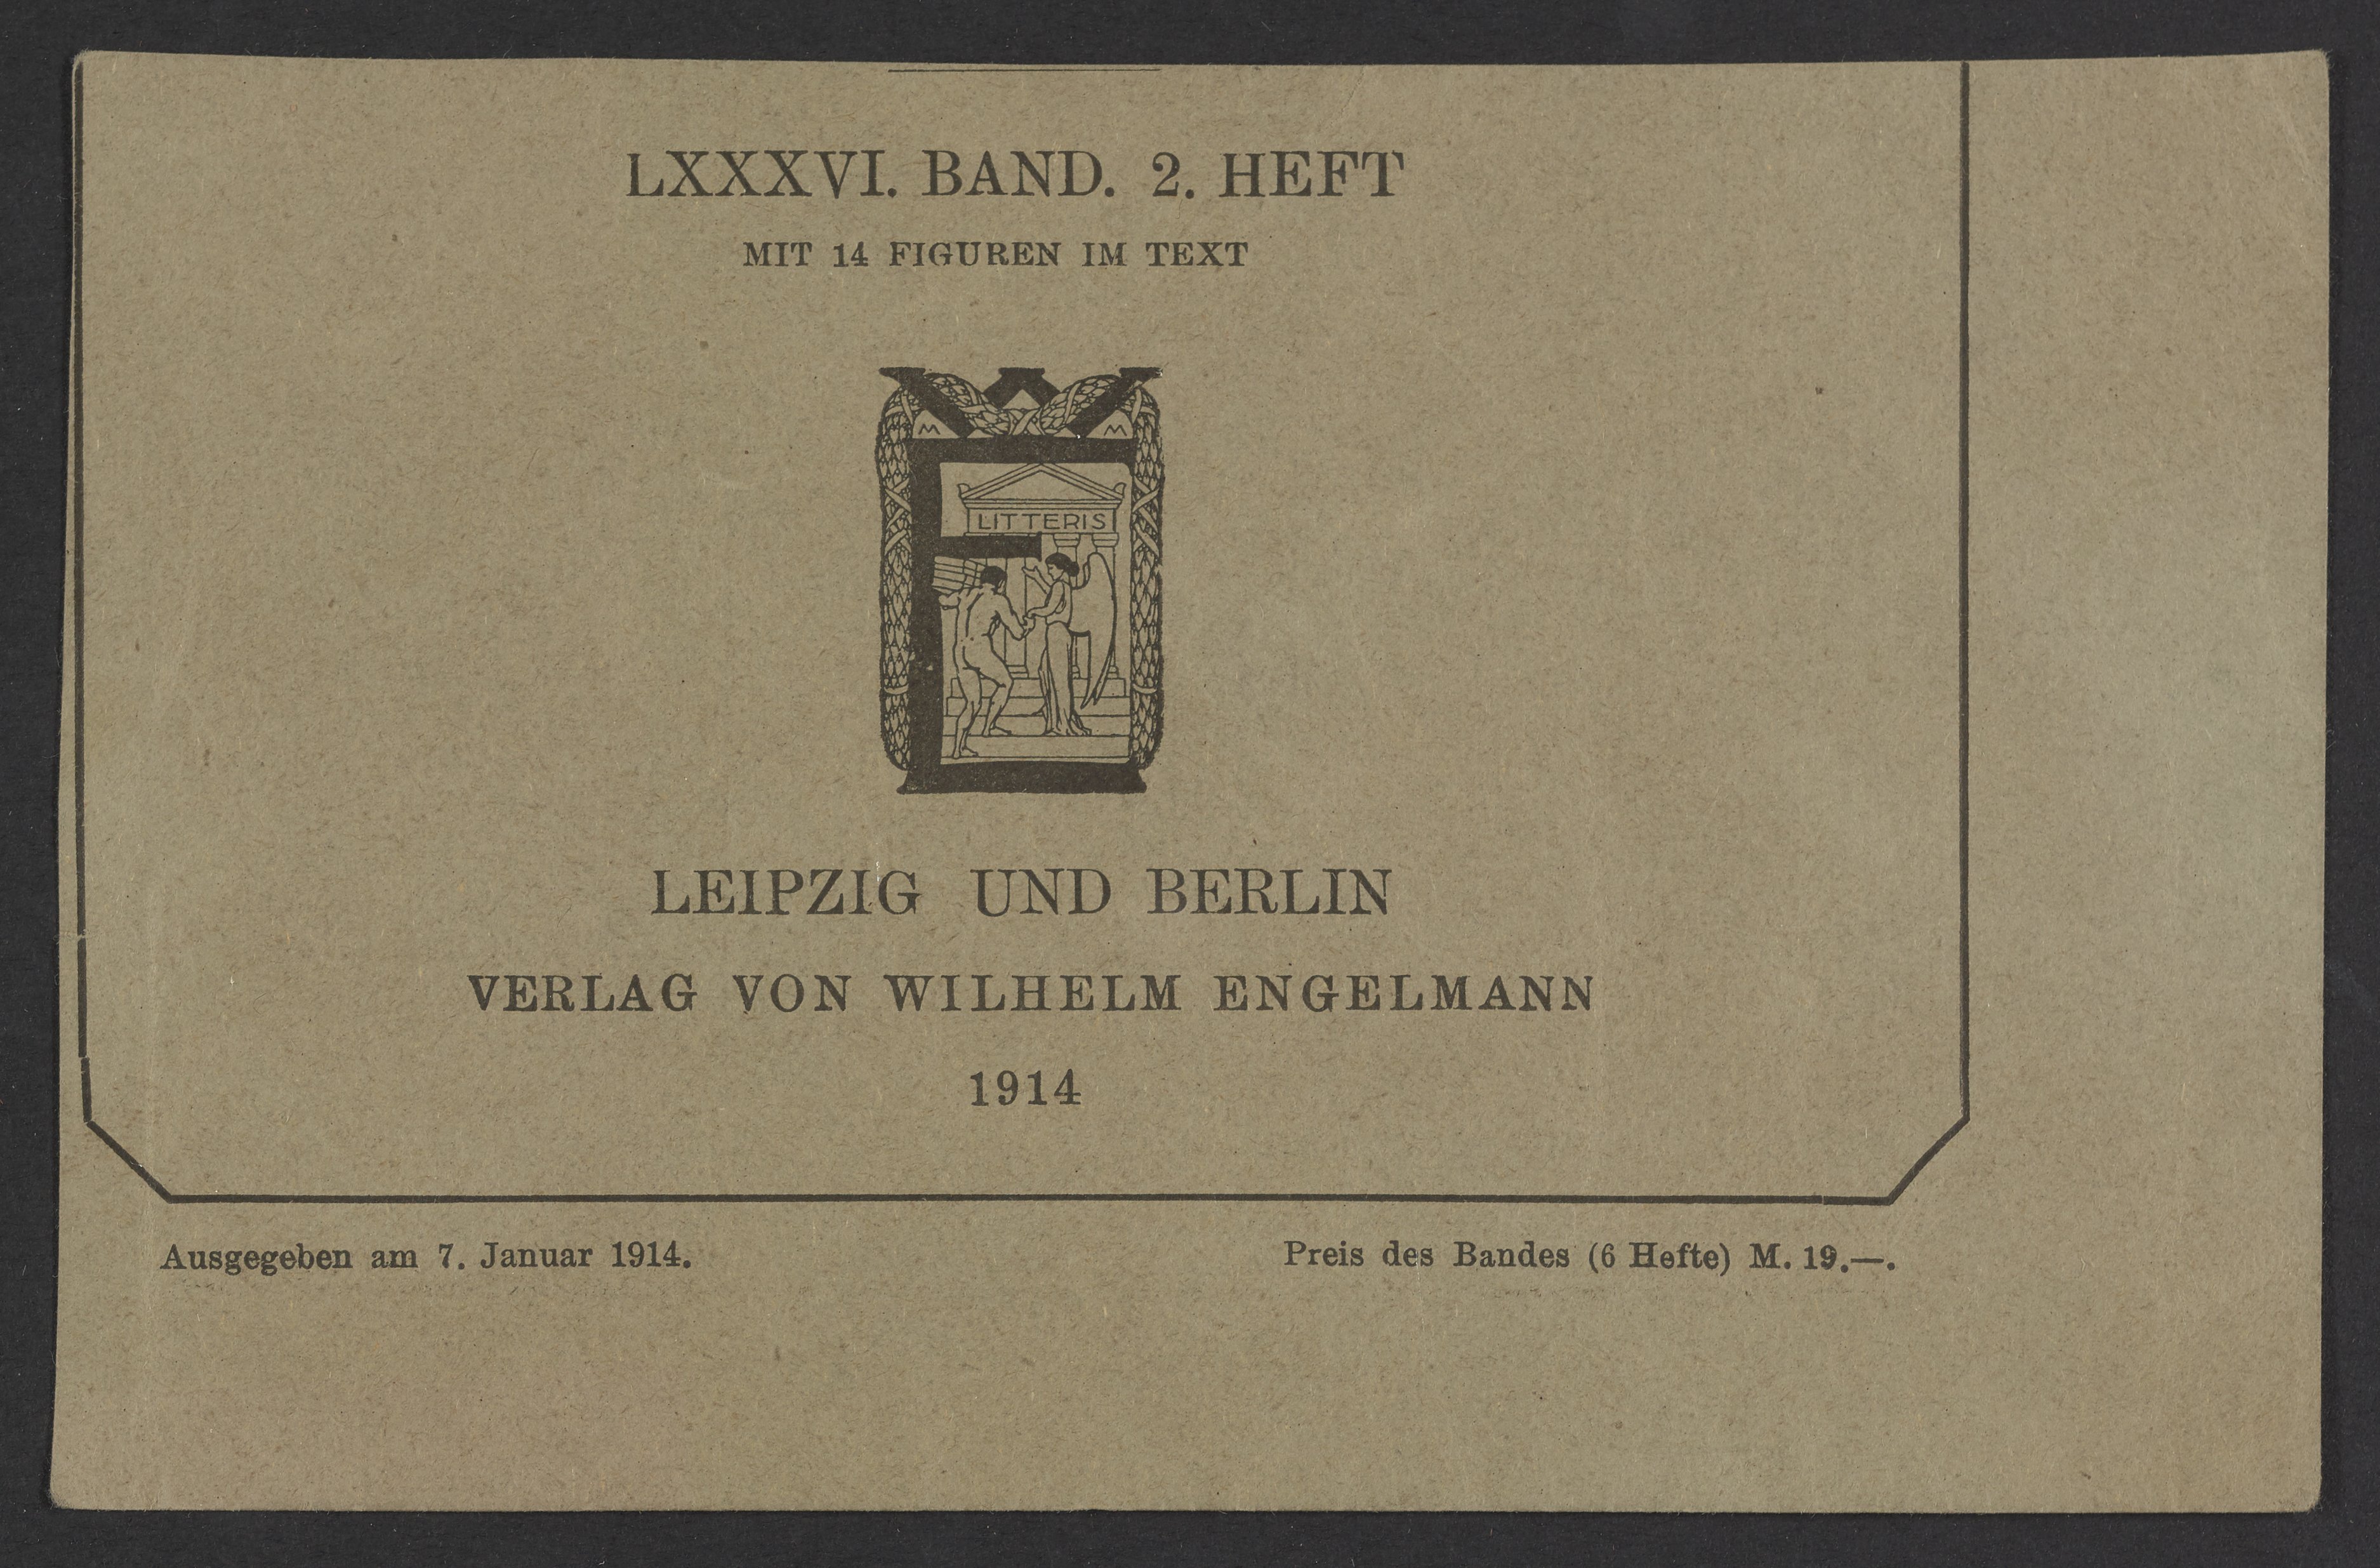 LXXXVI. BAND. 2. HEFT
MIT 14 FIGUREN IM TEXT
LITTERIS
LEIPZIG UND BERLIN
VERLAG VON WILHELM ENGELMANN
1914
Ausgegeben am 7. Januar 1914. Preis des Bandes (6 Hefte) M. 19.—.